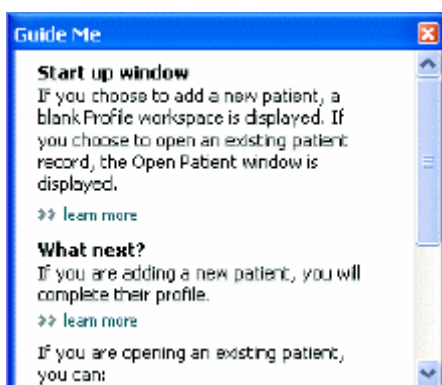 Guide Me
Start up window
If you choose to add a new patient, a
blank Profile workspace is displayed. If
you choose to open an existing patient
record, the Open Patient window is
displayed.
>> learn more
What next?
If you are adding a new patient, you will
complete their profile.
>> learn more
If you are opening an existing patient,
you can: